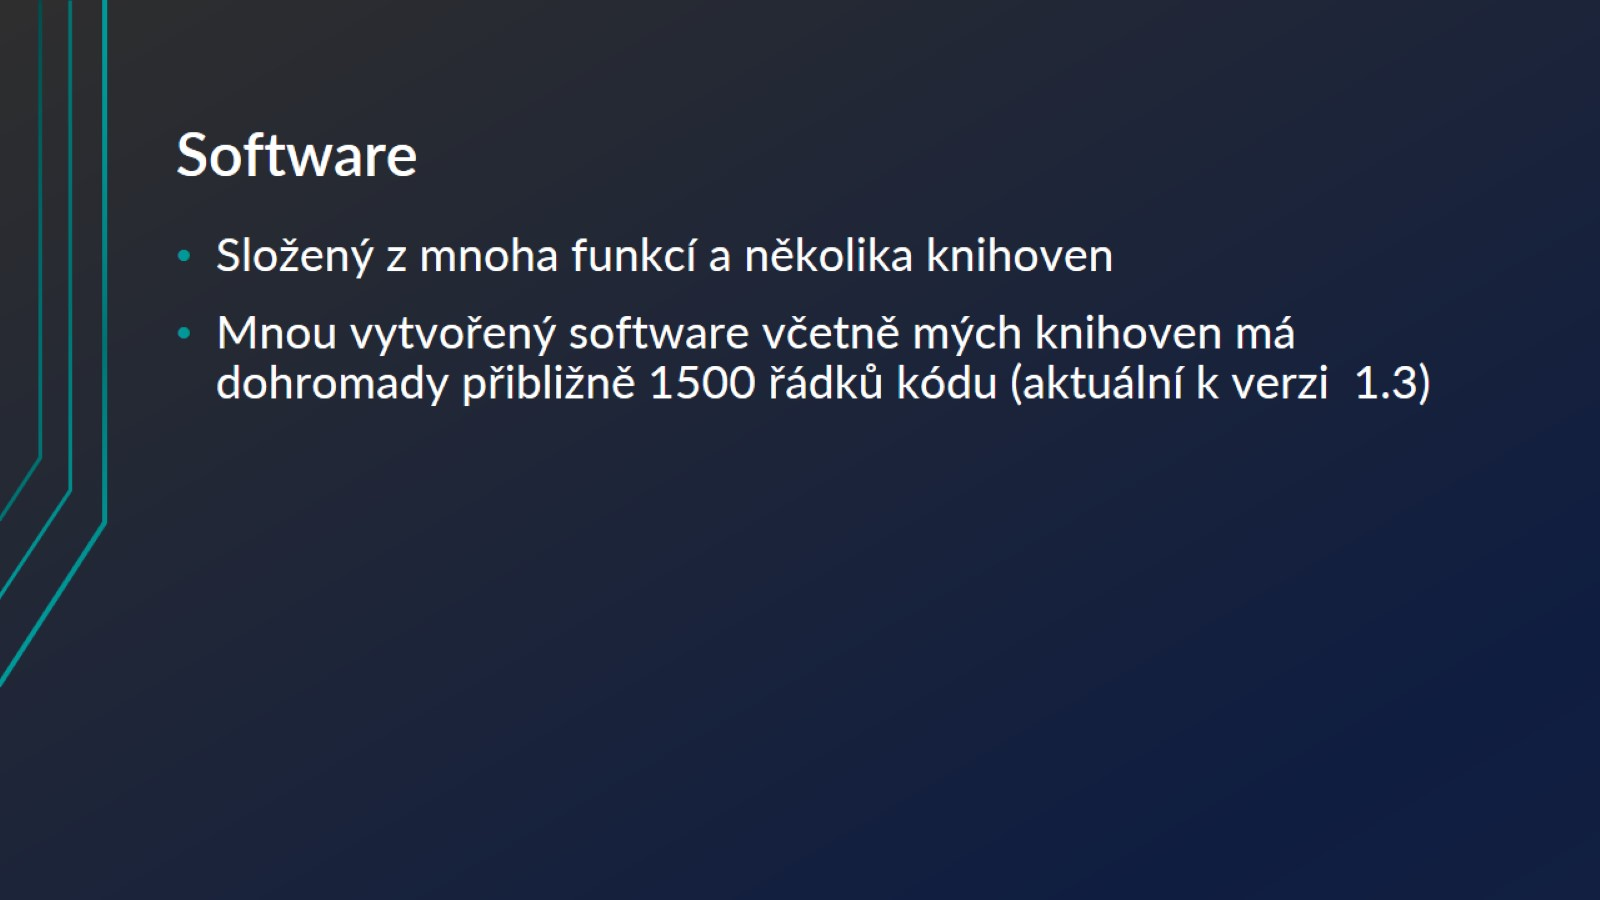 Software
• Složený z mnoha funkcí a několika knihoven
• Mnou vytvořený software včetně mých knihoven má
dohromady přibližně 1500 řádků kódu (aktuální k verzi  1.3)